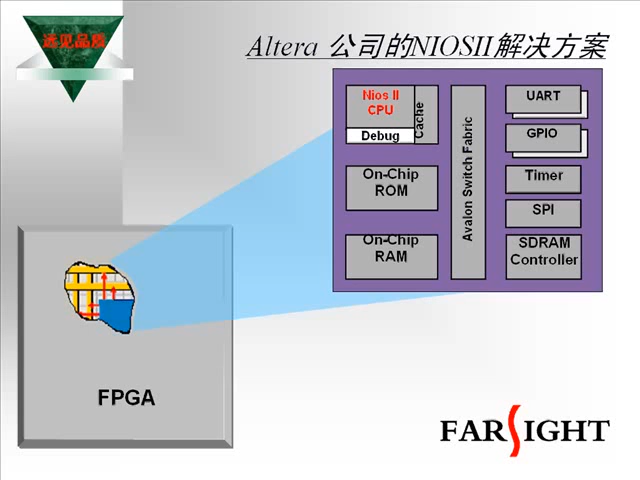 远见品质
Altera 公司的NIOSII解决方案
Nios II
CPU
Debug
Cache
On-Chip
ROM
On-Chip
RAM
Avalon Switch Fabric
UART
GPIO
Timer
SPI
SDRAM
Controller
FPGA
FARSIGHT